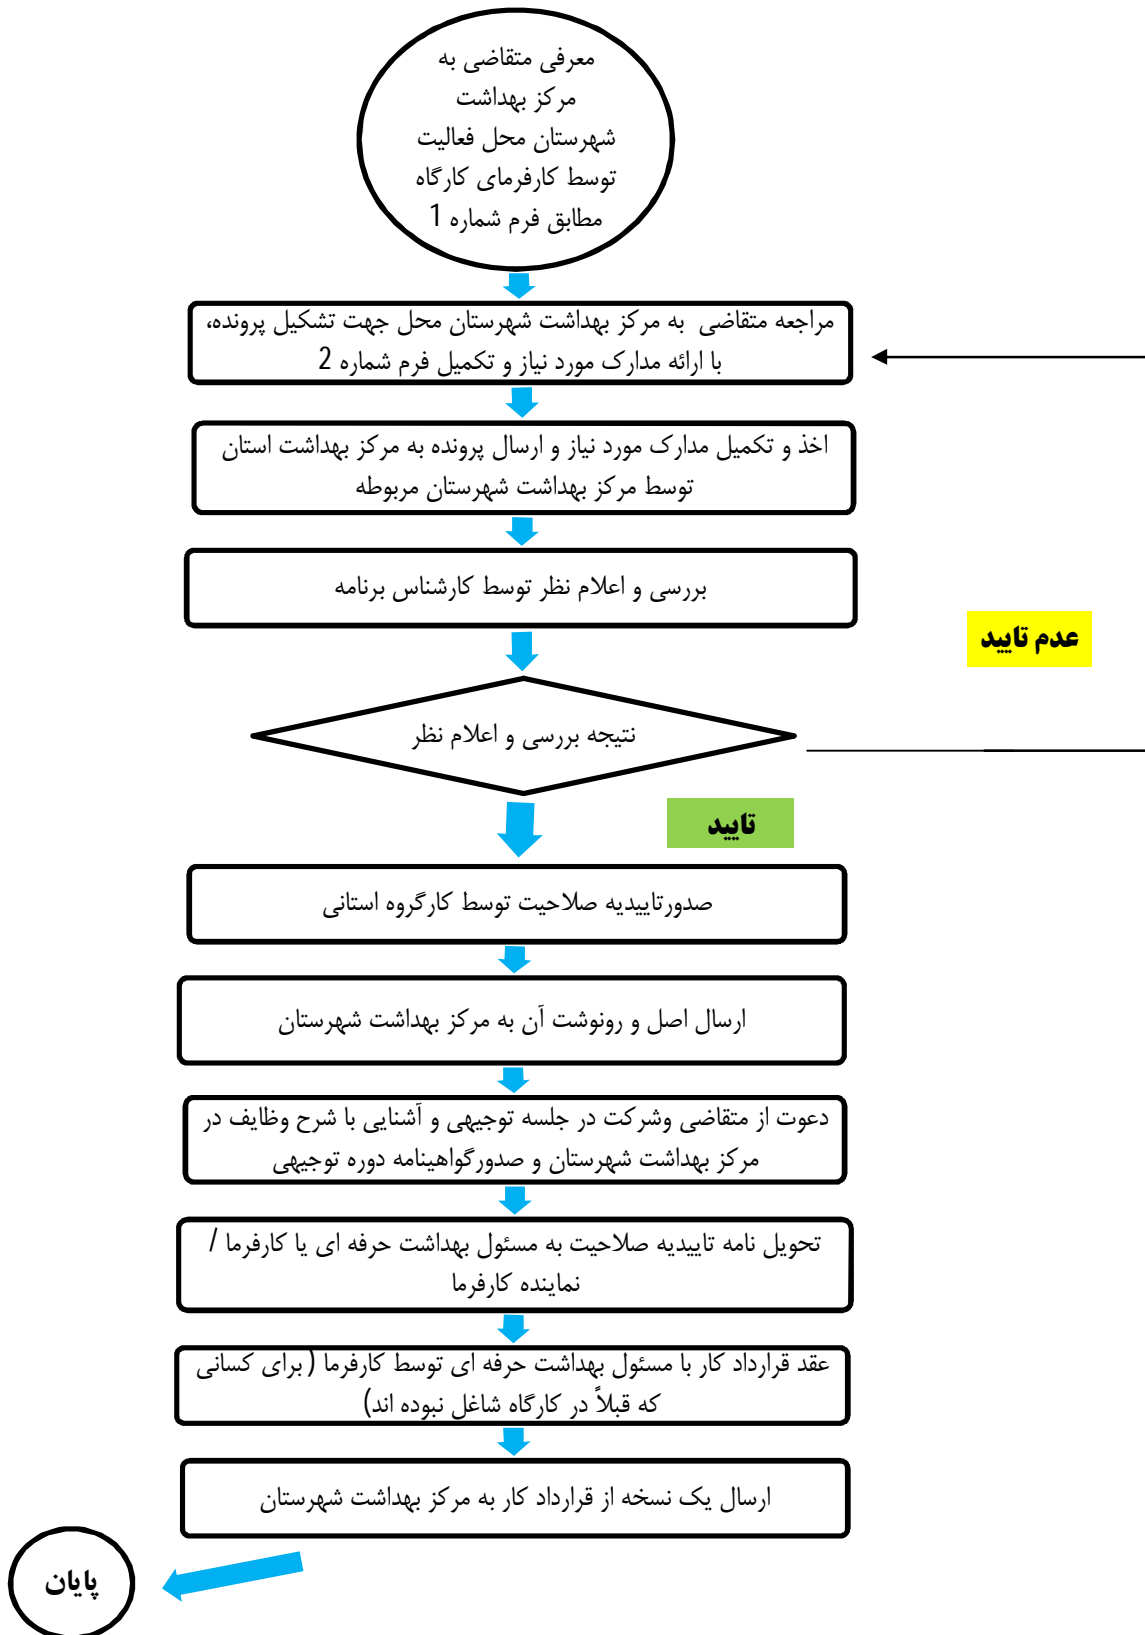 معرفی متقاضی به
مرکز بهداشت
شهرستان محل فعالیت
توسط کارفرمای کارگاه
مطابق فرم شماره 1
مراجعه متقاضی به مرکز بهداشت شهرستان محل جهت تشکیل پرونده،
با ارائه مدارک مورد نیاز و تکمیل فرم شماره 2
اخذ و تکمیل مدارک مورد نیاز و ارسال پرونده به مرکز بهداشت استان
توسط مرکز بهداشت شهرستان مربوطه
بررسی و اعلام نظر توسط کارشناس برنامه
عدم تایید
نتیجه بررسی و اعلام نظر
تایید
صدورتاییدیه صلاحیت توسط کارگروه استانی
ارسال اصل و رونوشت آن به مرکز بهداشت شهرستان
دعوت از متقاضی وشرکت در جلسه توجیهی و آشنایی با شرح وظایف در
مرکز بهداشت شهرستان و صدورگواهینامه دوره توجیهی
تحویل نامه تاییدیه صلاحیت به مسئول بهداشت حرفه ای یا کارفرما /
نماینده کارفرما
عقد قرارداد کار با مسئول بهداشت حرفه ای توسط کارفرما ( برای کسانی
که قبلاً در کارگاه شاغل نبوده اند)
ارسال یک نسخه از قرارداد کار به مرکز بهداشت شهرستان
پایان